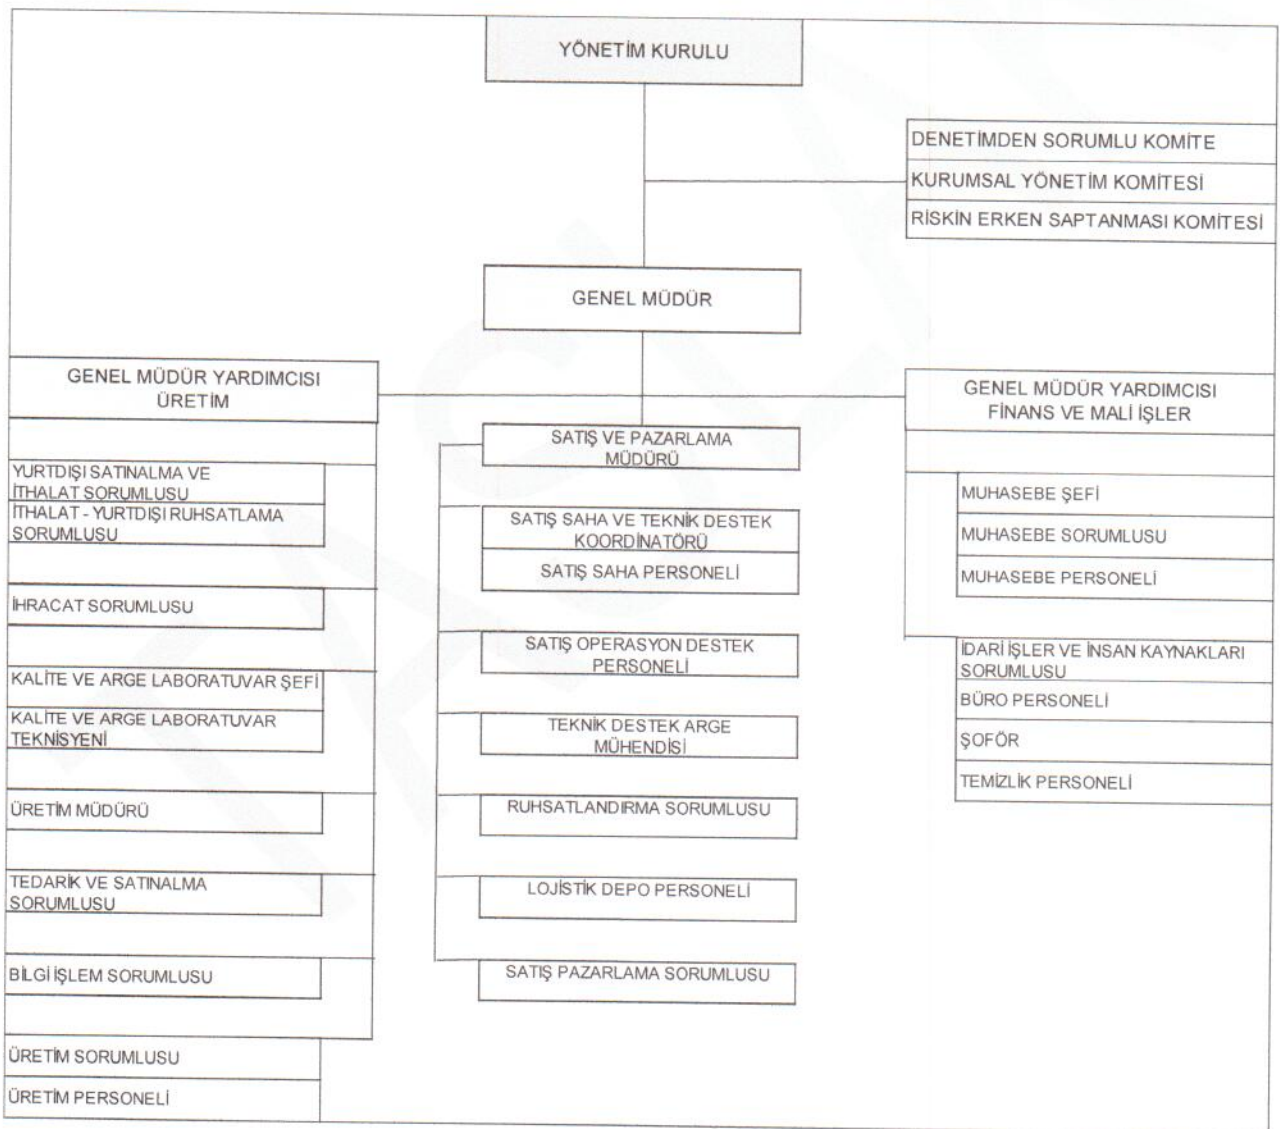 YÖNETİM KURULU
DENETİMDEN SORUMLU KOMİTE
KURUMSAL YÖNETİM KOMİTESİ
RİSKİN ERKEN SAPTANMASI KOMİTESİ
GENEL MÜDÜR
GENEL MÜDÜR YARDIMCISI
ÜRETİM
YURTDIŞI SATINALMA VE
İTHALAT SORUMLUSU
İTHALAT - YURTDIŞI RUHSATLAMA
SORUMLUSU
İHRACAT SORUMLUSU
KALİTE VE ARGE LABORATUVAR ŞEFİ
KALİTE VE ARGE LABORATUVAR
TEKNİSYENİ
ÜRETİM MÜDÜRÜ
TEDARİK VE SATINALMA
SORUMLUSU
BİLGİ İŞLEM SORUMLUSU
ÜRETİM SORUMLUSU
ÜRETİM PERSONELİ
SATIŞ VE PAZARLAMA
MÜDÜRÜ
SATIŞ SAHA VE TEKNİK DESTEK
KOORDİNATÖRÜ
SATIŞ SAHA PERSONELİ
SATIŞ OPERASYON DESTEK
PERSONELİ
TEKNİK DESTEK ARGE
MÜHENDİSİ
RUHSATLANDIRMA SORUMLUSU
LOJİSTİK DEPO PERSONELİ
SATIŞ PAZARLAMA SORUMLUSU
GENEL MÜDÜR YARDIMCISI
FİNANS VE MALİ İŞLER
MUHASEBE ŞEFİ
MUHASEBE SORUMLUSU
MUHASEBE PERSONELİ
İDARİ İŞLER VE İNSAN KAYNAKLARI
SORUMLUSU
BÜRO PERSONELİ
ŞOFÖR
TEMİZLİK PERSONELİ